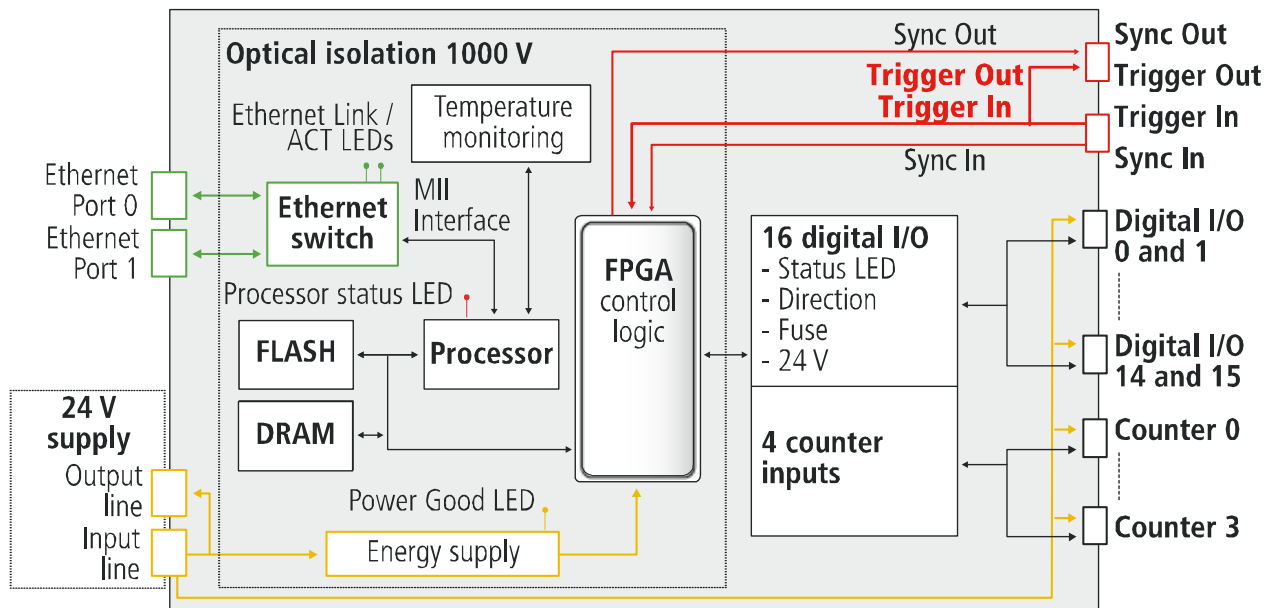 Optical isolation 1000 V
Sync Out
Trigger Out
Trigger In
Sync In
Sync Out
Trigger Out
Trigger In
Sync In
Ethernet Link /
ACT LEDs
Temperature
monitoring
Ethernet
Port 0
Ethernet
Port 1
Ethernet
switch
MII
Interface
Processor status LED
FLASH
Processor
DRAM
FPGA
control
logic
16 digital I/O
- Status LED
- Direction
- Fuse
- 24 V
4 counter
inputs
Digital I/O
0 and 1
Digital I/O
14 and 15
Counter 0
Counter 3
24 V
supply
Output
line
Input
line
Power Good LED
Energy supply